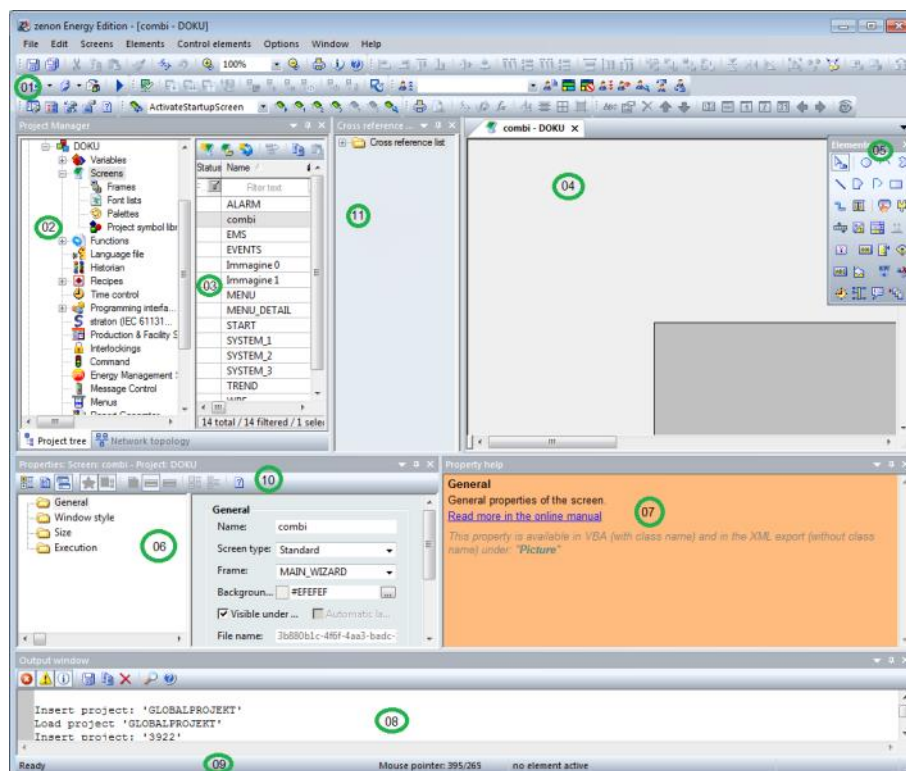 zenon Energy Edition - [combi - DOKU]
File Edit Screens Elements Control elements Options Window Help
100%
01
ActivateStartupScreen
Project Manager
DOKU
Variables
Screens
Frames
Font lists
Palettes
Project symbol libr
Functions
Language file
Historian
Recipes
Time control
Programming interfa...
straton (IEC 61131...
Production & Facility S
Interlockings
Command
Energy Management S
Message Control
Menus
Report Generator
02
Project tree
Network topology
Status Name
Filter text
ALARM
combi
EMS
EVENTS
Immagine 0
Immagine 1
MENU
MENU_DETAIL
START
SYSTEM_1
SYSTEM_2
SYSTEM_3
TREND
03
14 total / 14 filtered / 1 selec
Cross reference ...
Cross reference list
11
combi - DOKU
04
05
Properties: Screen: combi - Project: DOKU
10
General
Window style
Size
Execution
06
General
Name: combi
Screen type: Standard
Frame: MAIN_WIZARD
Backgroun... #EFEFEF
Visible under ... Automatic la...
File name: 3b880b1c-4f6f-4aa3-badc-
Property help
General
General properties of the screen.
Read more in the online manual
07
This property is available in VBA (with class name) and in the XML export (without class
name) under: "Picture"
Output window
Insert project: 'GLOBALPROJEKT'
Load project 'GLOBALPROJEKT'
Insert project: '3922'
08
Ready
09
Mouse pointer: 395/265
no element active